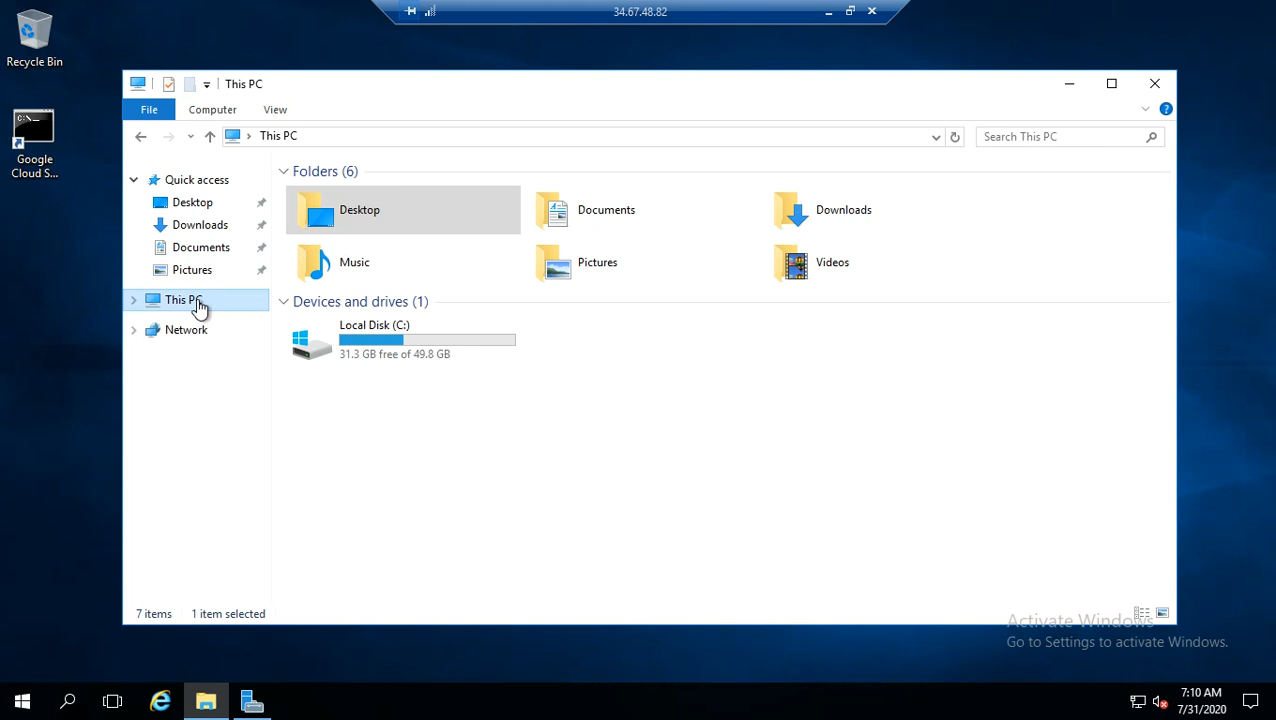 34.67.48.82
Recycle Bin
Google
Cloud S...
This PC
File
Computer
View
This PC
Search This PC
Quick access
Desktop
Downloads
Documents
Pictures
This PC
Network
Folders (6)
Desktop
Documents
Downloads
Music
Pictures
Videos
Devices and drives (1)
Local Disk (C:)
31.3 GB free of 49.8 GB
7 items
1 item selected
Activate Windows
Go to Settings to activate Windows.
7:10 AM
7/31/2020